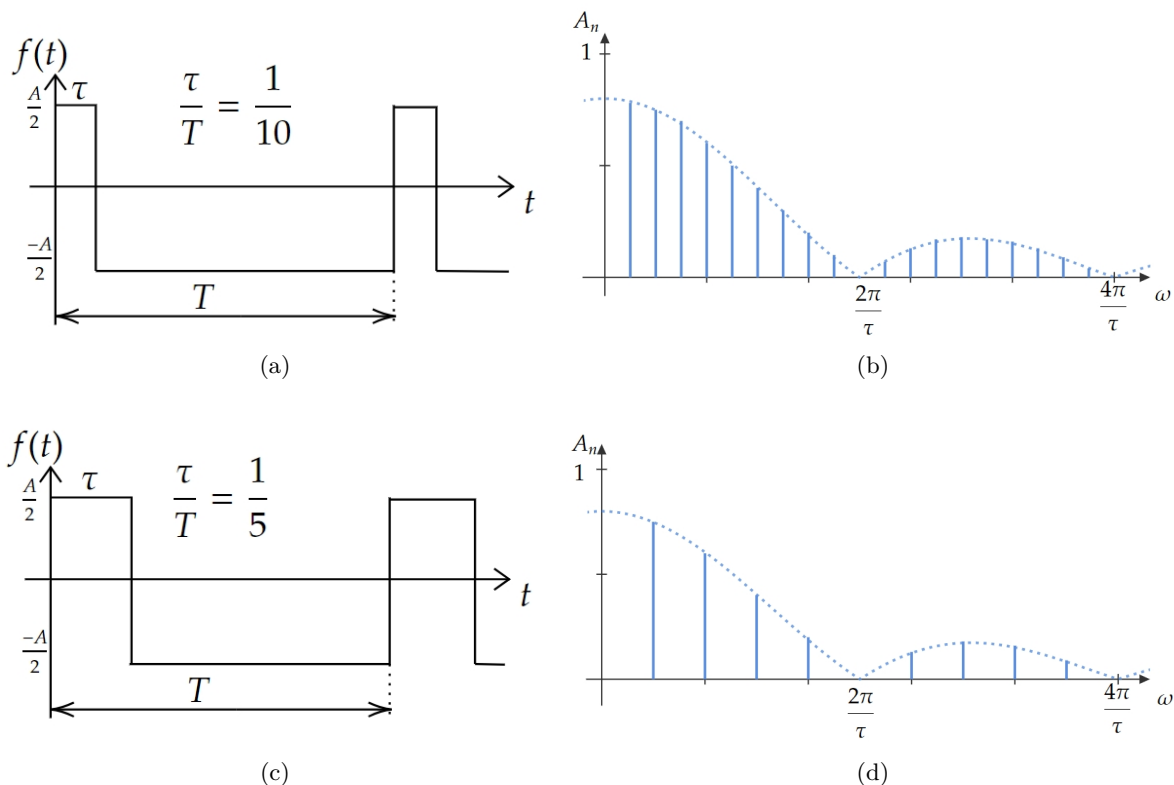 f(t)
A/2
τ
τ/T = 1/10
t
−A/2
T
(a)
A_n
1
2π/τ
4π/τ
ω
(b)
f(t)
A/2
τ
τ/T = 1/5
t
−A/2
T
(c)
A_n
1
2π/τ
4π/τ
ω
(d)